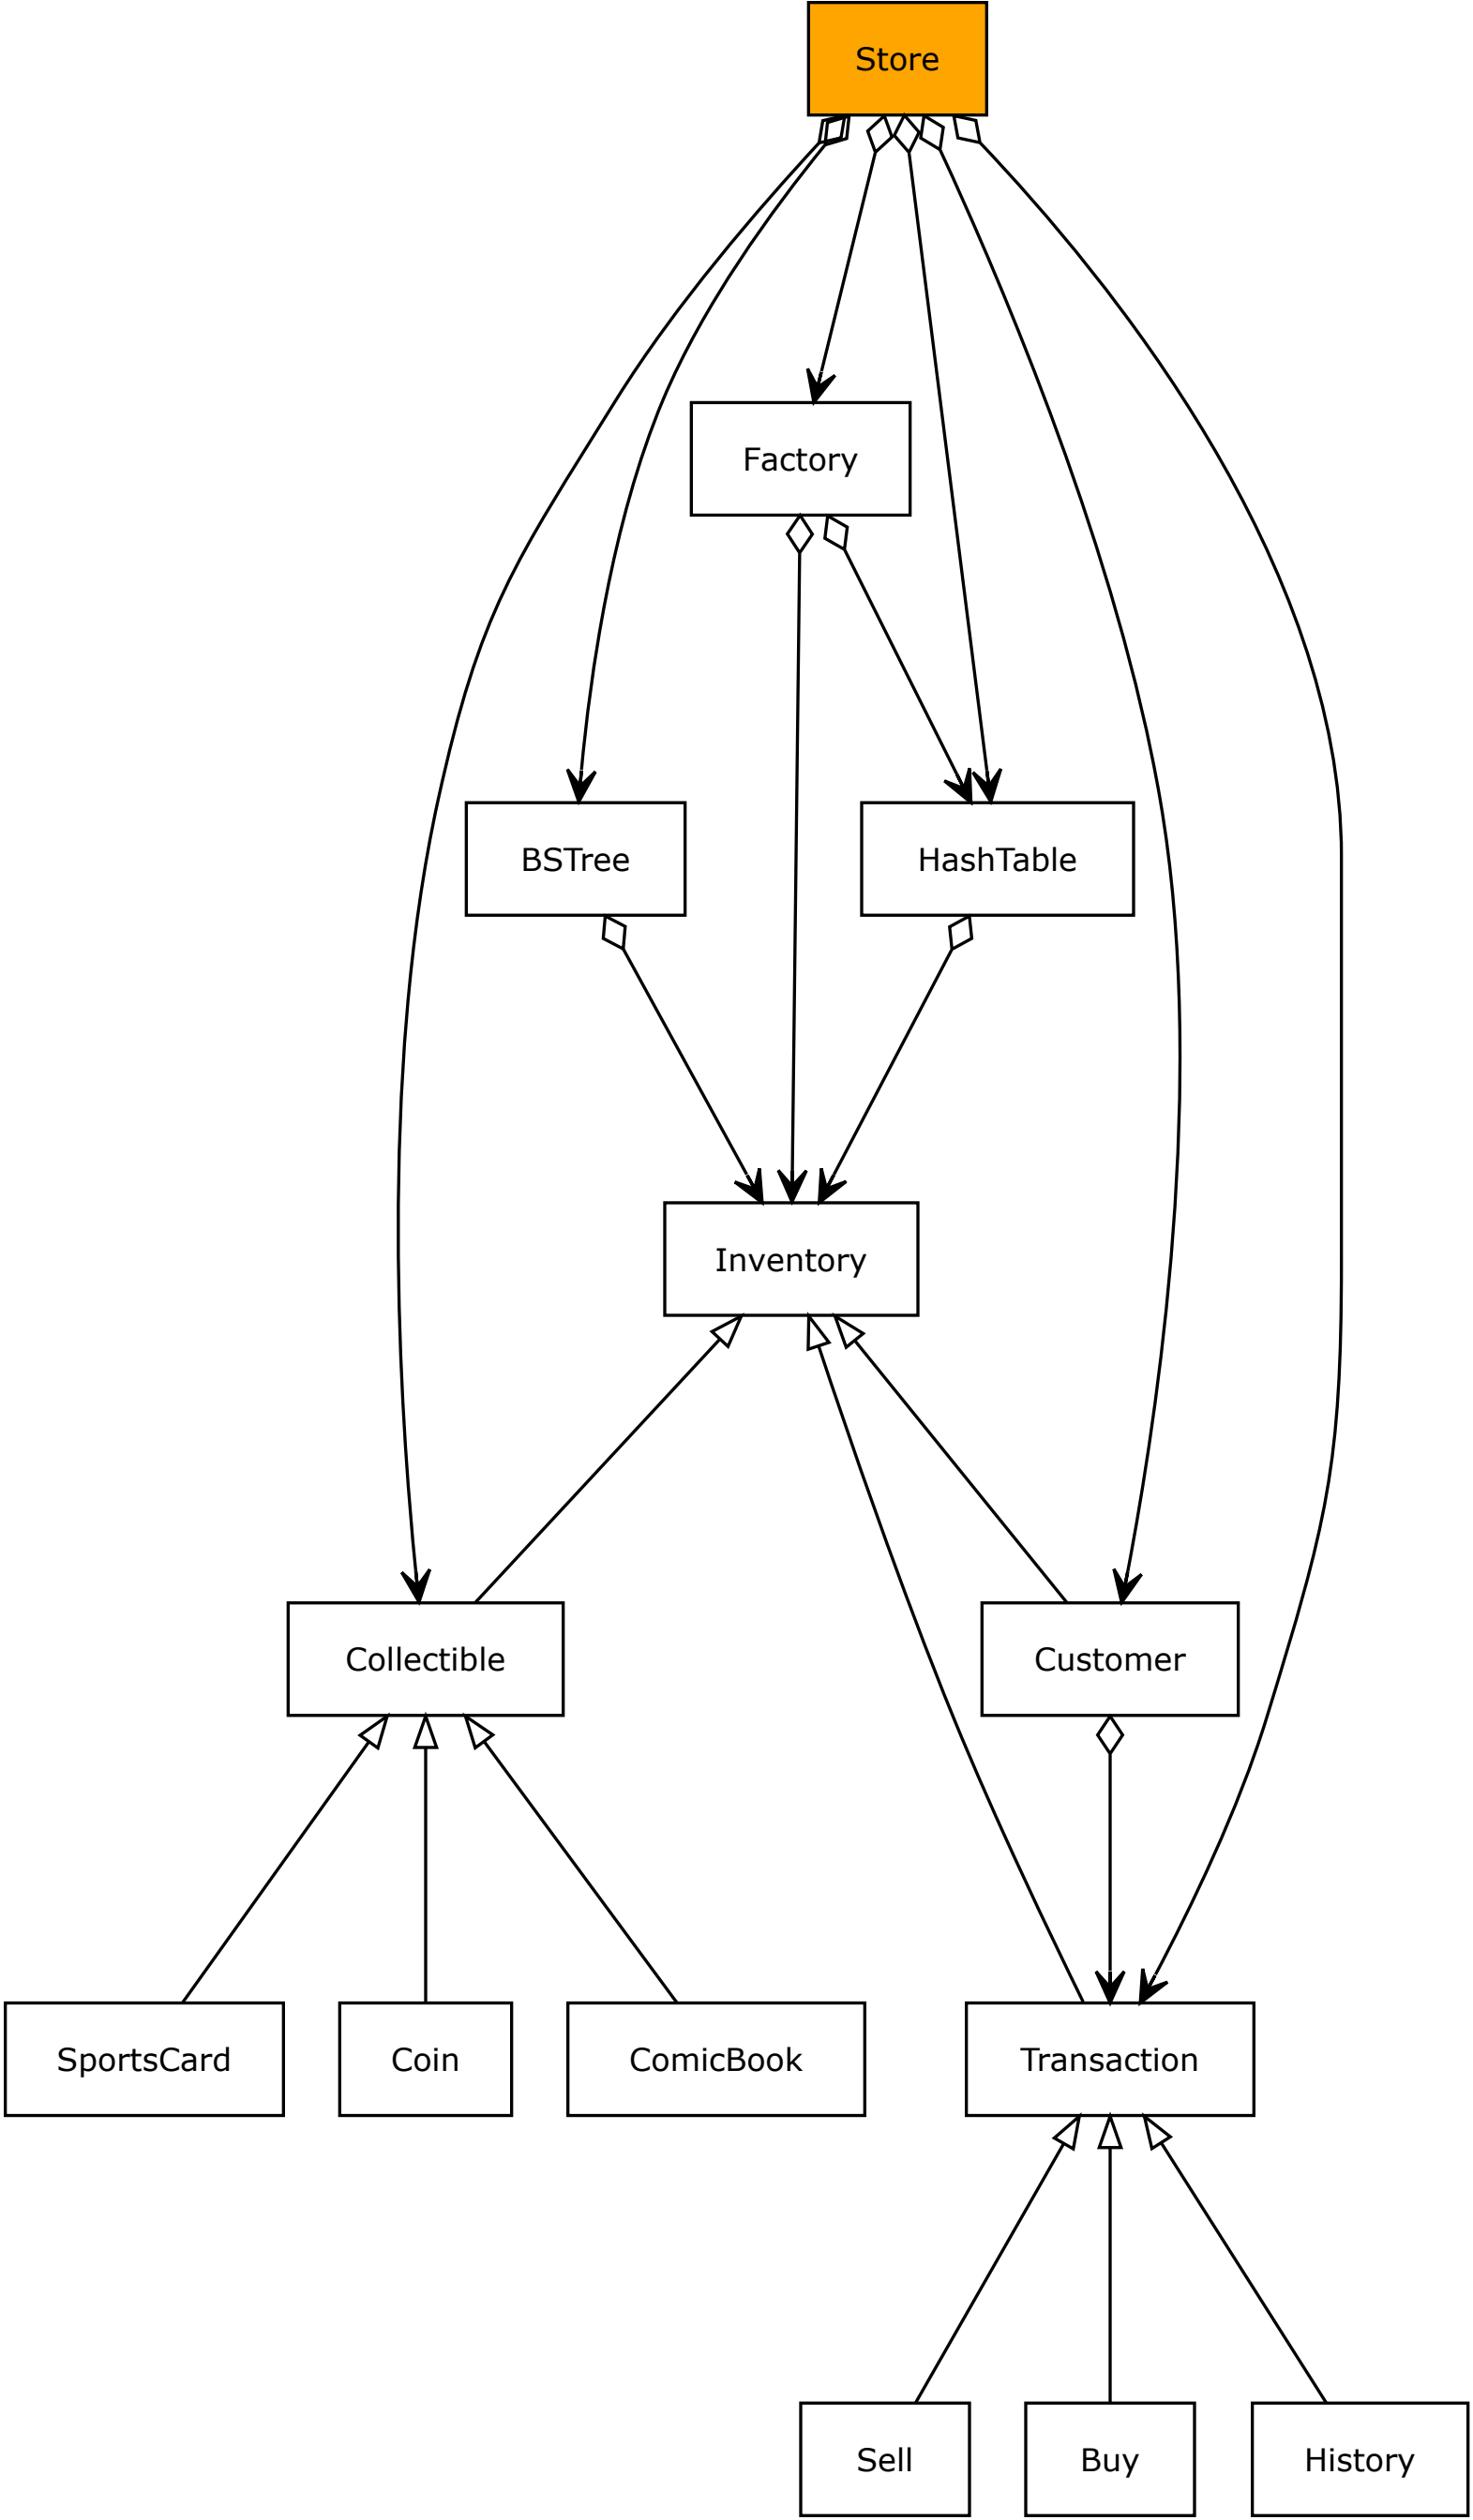 Store
Factory
BSTree
HashTable
Inventory
Collectible
Customer
SportsCard
Coin
ComicBook
Transaction
Sell
Buy
History